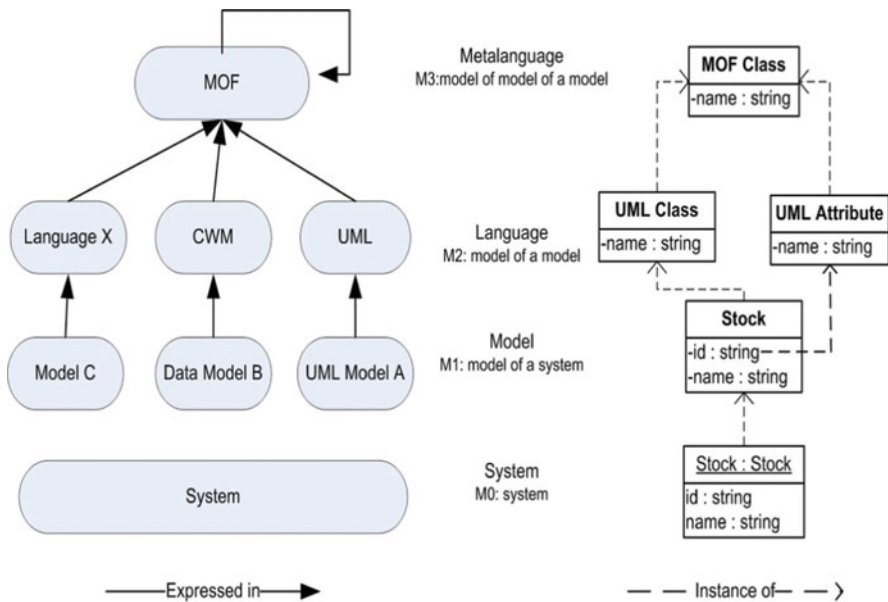 MOF
Metalanguage
M3:model of model of a model
MOF Class
-name : string
Language X
CWM
UML
Language
M2: model of a model
UML Class
-name : string
UML Attribute
-name : string
Model C
Data Model B
UML Model A
Model
M1: model of a system
Stock
-id : string
-name : string
System
System
M0: system
Stock : Stock
id : string
name : string
Expressed in
Instance of